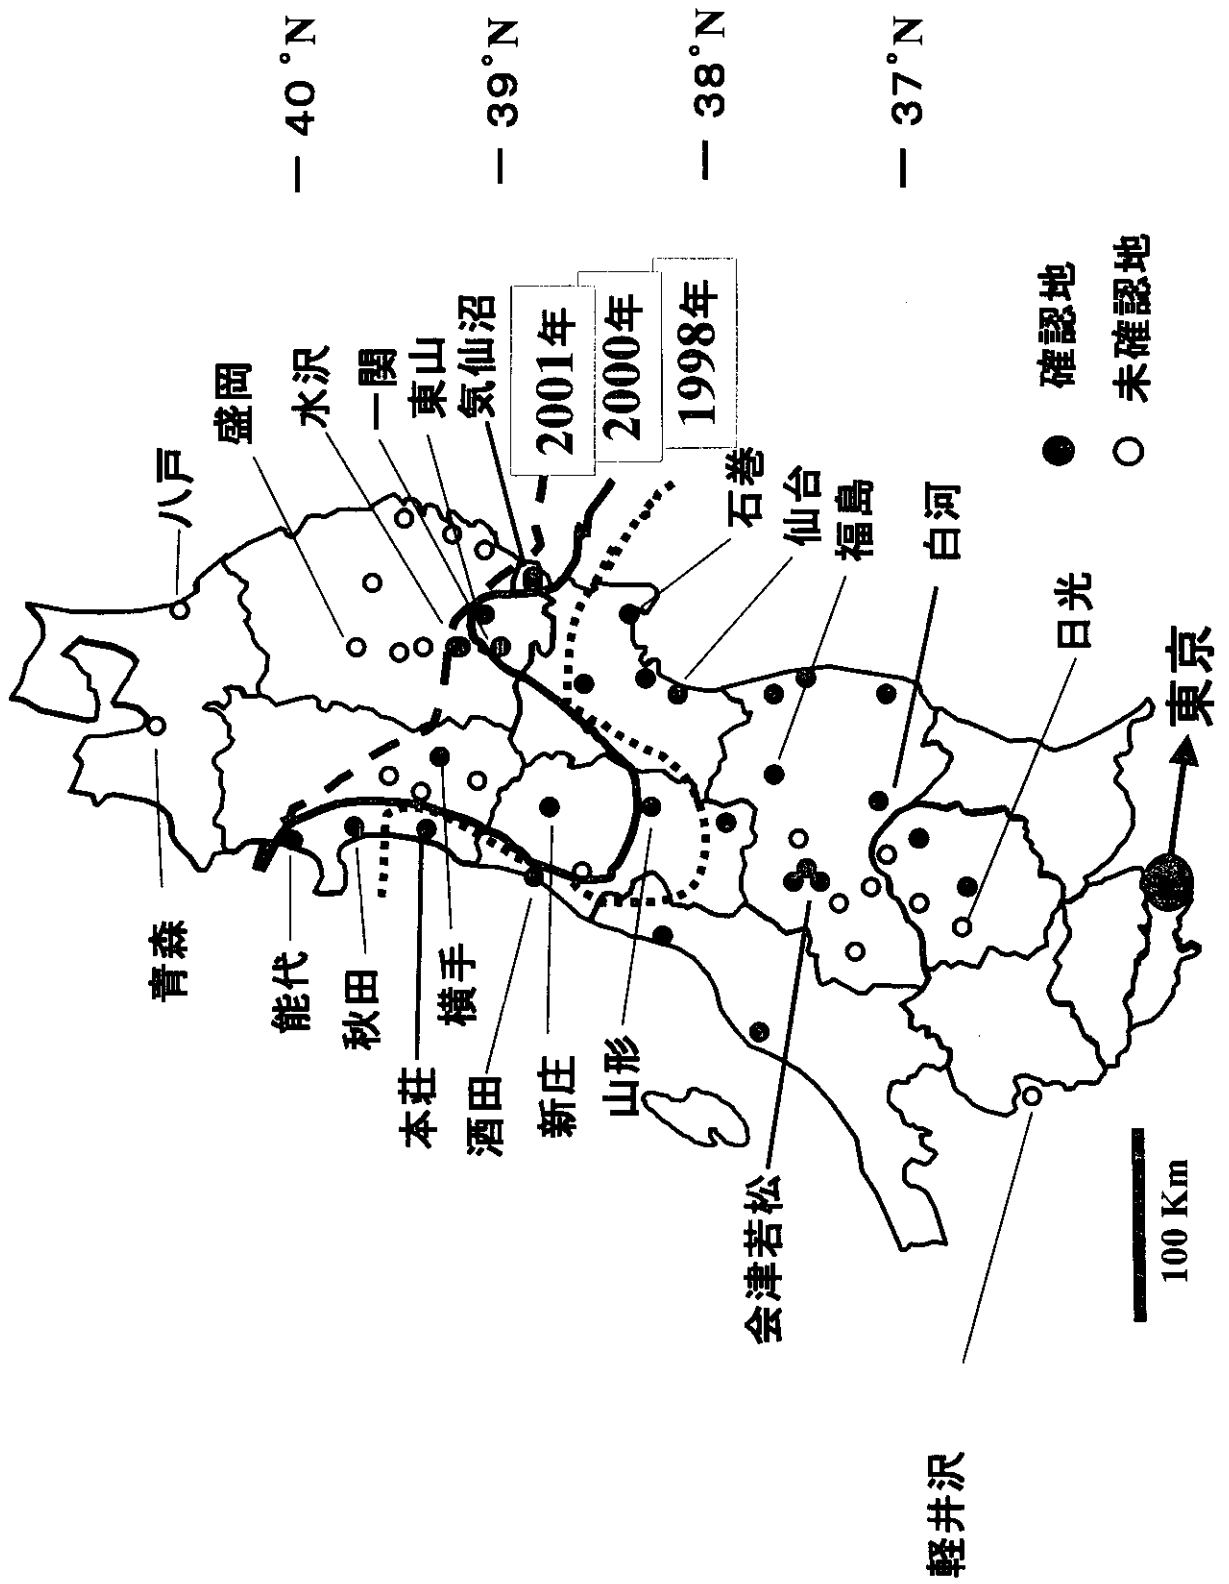 40°N
39°N
38°N
37°N
八戸
盛岡
水沢
一関
東山
気仙沼
2001年
2000年
1998年
石巻
仙台
福島
白河
日光
東京
青森
能代
秋田
本荘
横手
酒田
新庄
山形
会津若松
軽井沢
確認地
未確認地
100 Km